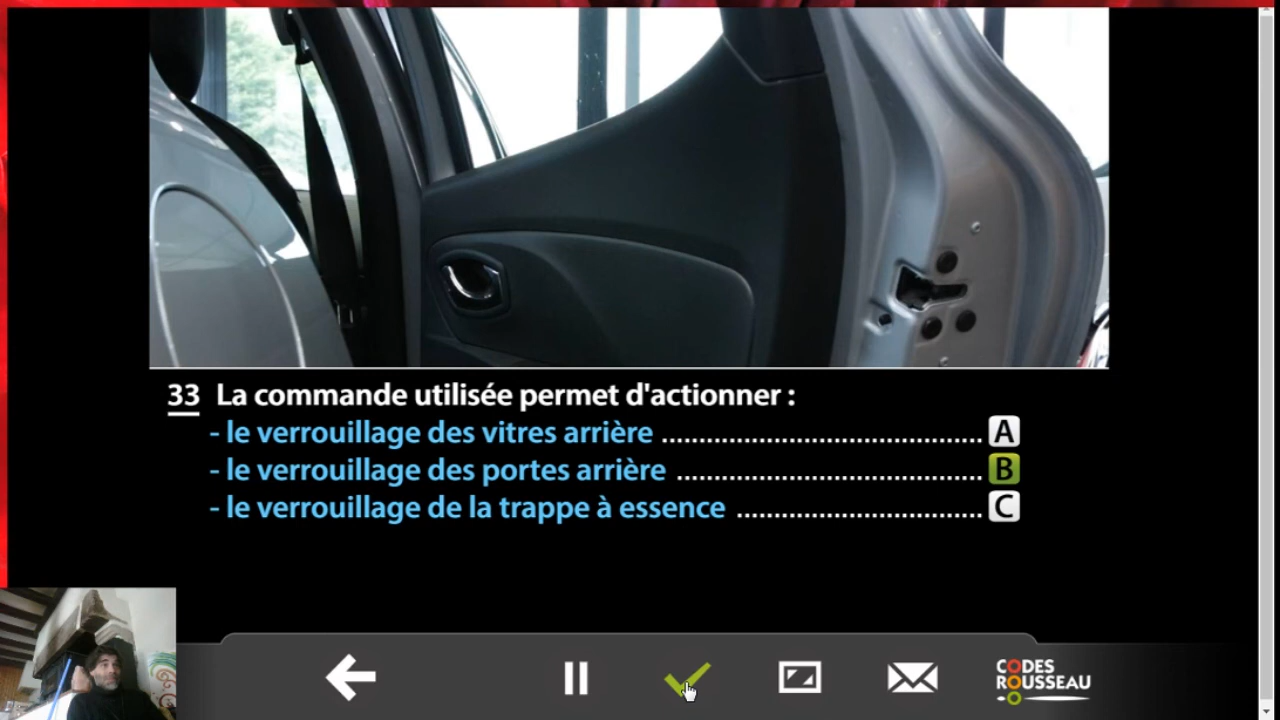 33 La commande utilisée permet d'actionner :
- le verrouillage des vitres arrière ........................................... A
- le verrouillage des portes arrière ......................................... B
- le verrouillage de la trappe à essence ................................. C
CODES
ROUSSEAU